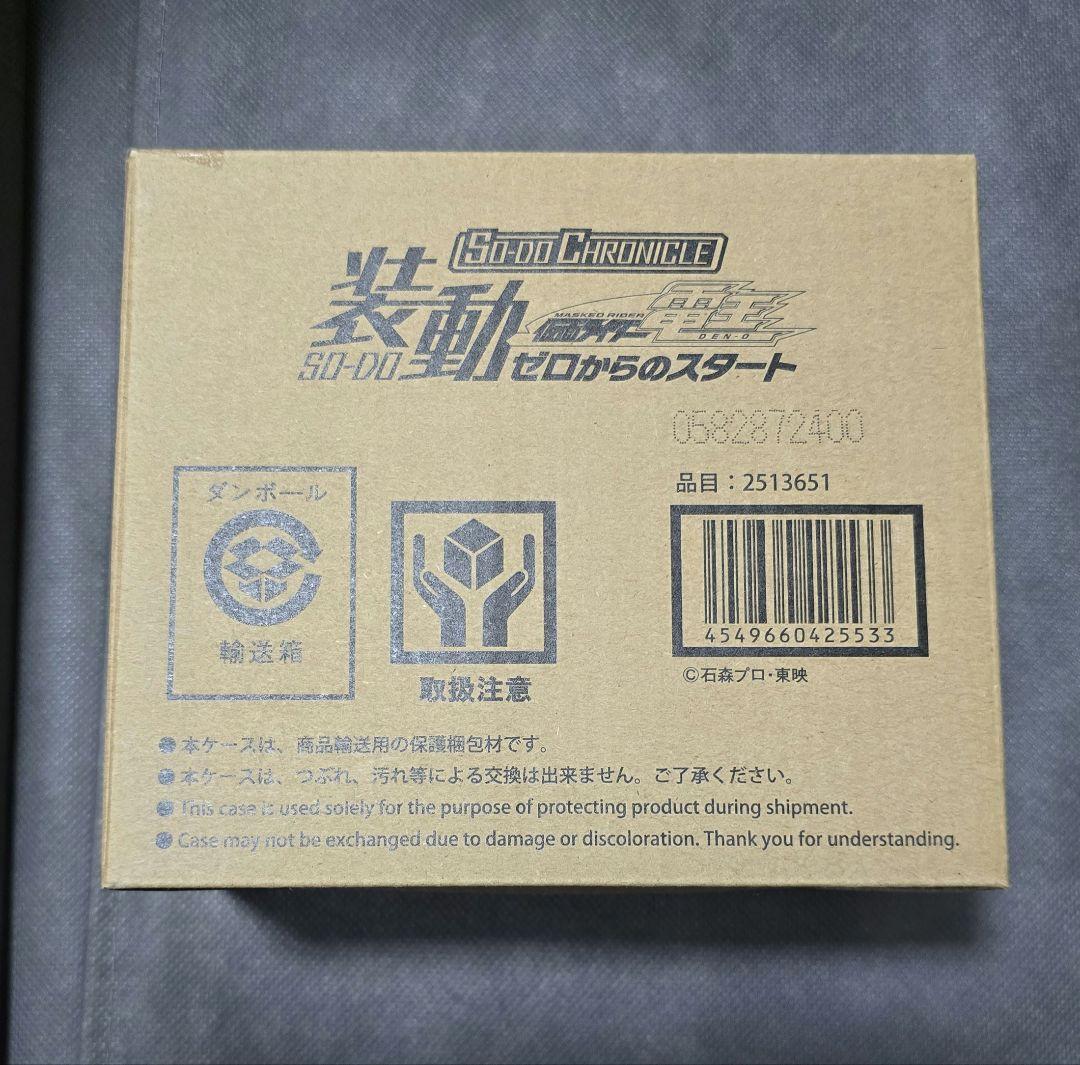 SO-DO CHRONICLE
装動
SO-DO
MASKED RIDER
仮面ライダー電王
DEN-O
ゼロからのスタート
0582872400
品目：2513651
ダンボール
輸送箱
取扱注意
4549660425533
©石森プロ・東映
●本ケースは、商品輸送用の保護梱包材です。
●本ケースは、つぶれ、汚れ等による交換は出来ません。ご了承ください。
●This case is used solely for the purpose of protecting product during shipment.
●Case may not be exchanged due to damage or discoloration. Thank you for understanding.